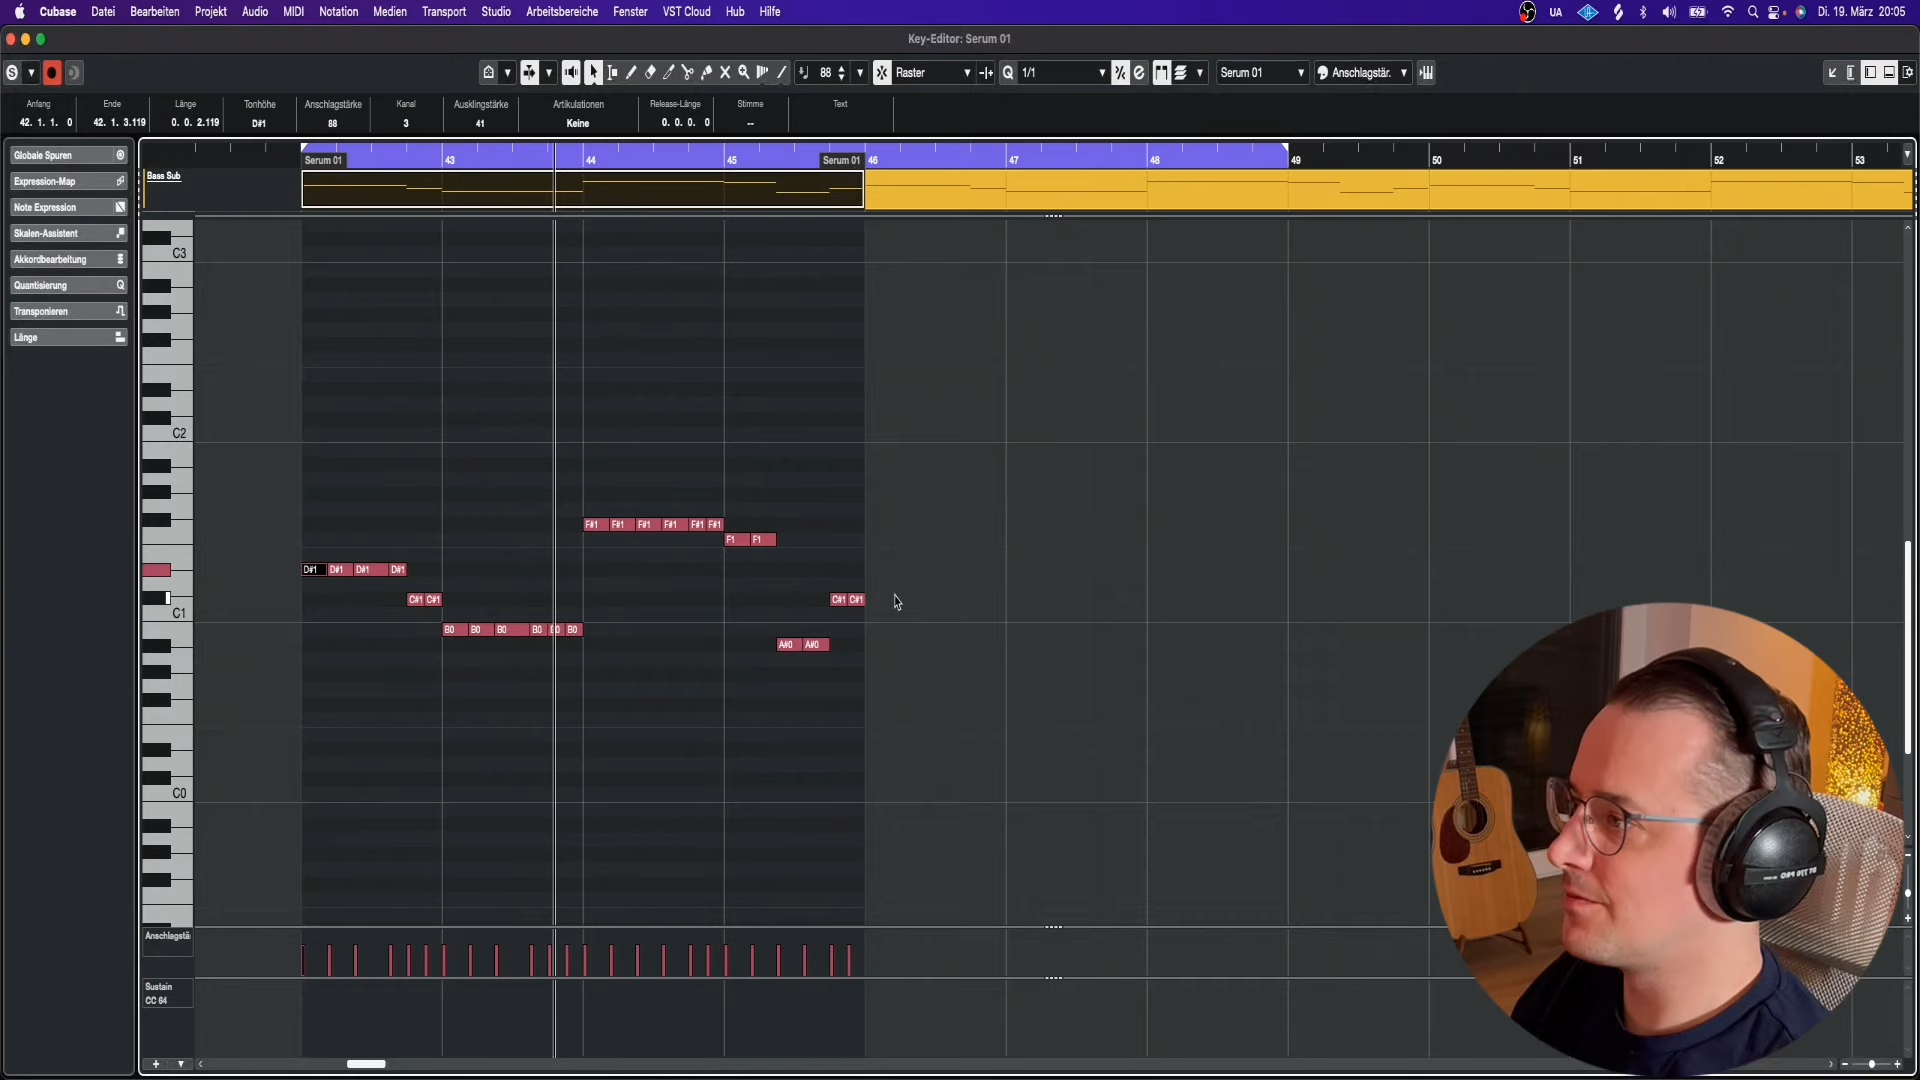 Cubase Datei Bearbeiten Projekt Audio MIDI Notation Medien Transport Studio Arbeitsbereiche Fenster VST Cloud Hub Hilfe UA Di. 19. März 20:05
Key-Editor: Serum 01
S 88 Raster Q 1/1 Serum 01 Anschlagstär.
Anfang Ende Länge Tonhöhe Anschlagstärke Kanal Ausklingstärke Artikulationen Release-Länge Stimme Text
42. 1. 1. 0 42. 1. 3.119 0. 0. 2.119 D#1 88 3 41 Keine 0. 0. 0. 0 --
Globale Spuren
Expression-Map
Note Expression
Skalen-Assistent
Akkordbearbeitung
Quantisierung Q
Transponieren
Länge
Serum 01 43 44 45 Serum 01 46 47 48 49 50 51 52 53
Bass Sub
C3
C2
F#1 F#1 F#1 F#1 F#1 F#1
F1 F1
D#1 D#1 D#1 D#1
C#1 C#1 C#1 C#1
C1
B0 B0 B0 B0 B0
A#0 A#0
C0
DT 770 PRO
Anschlagstä
Sustain
CC 64